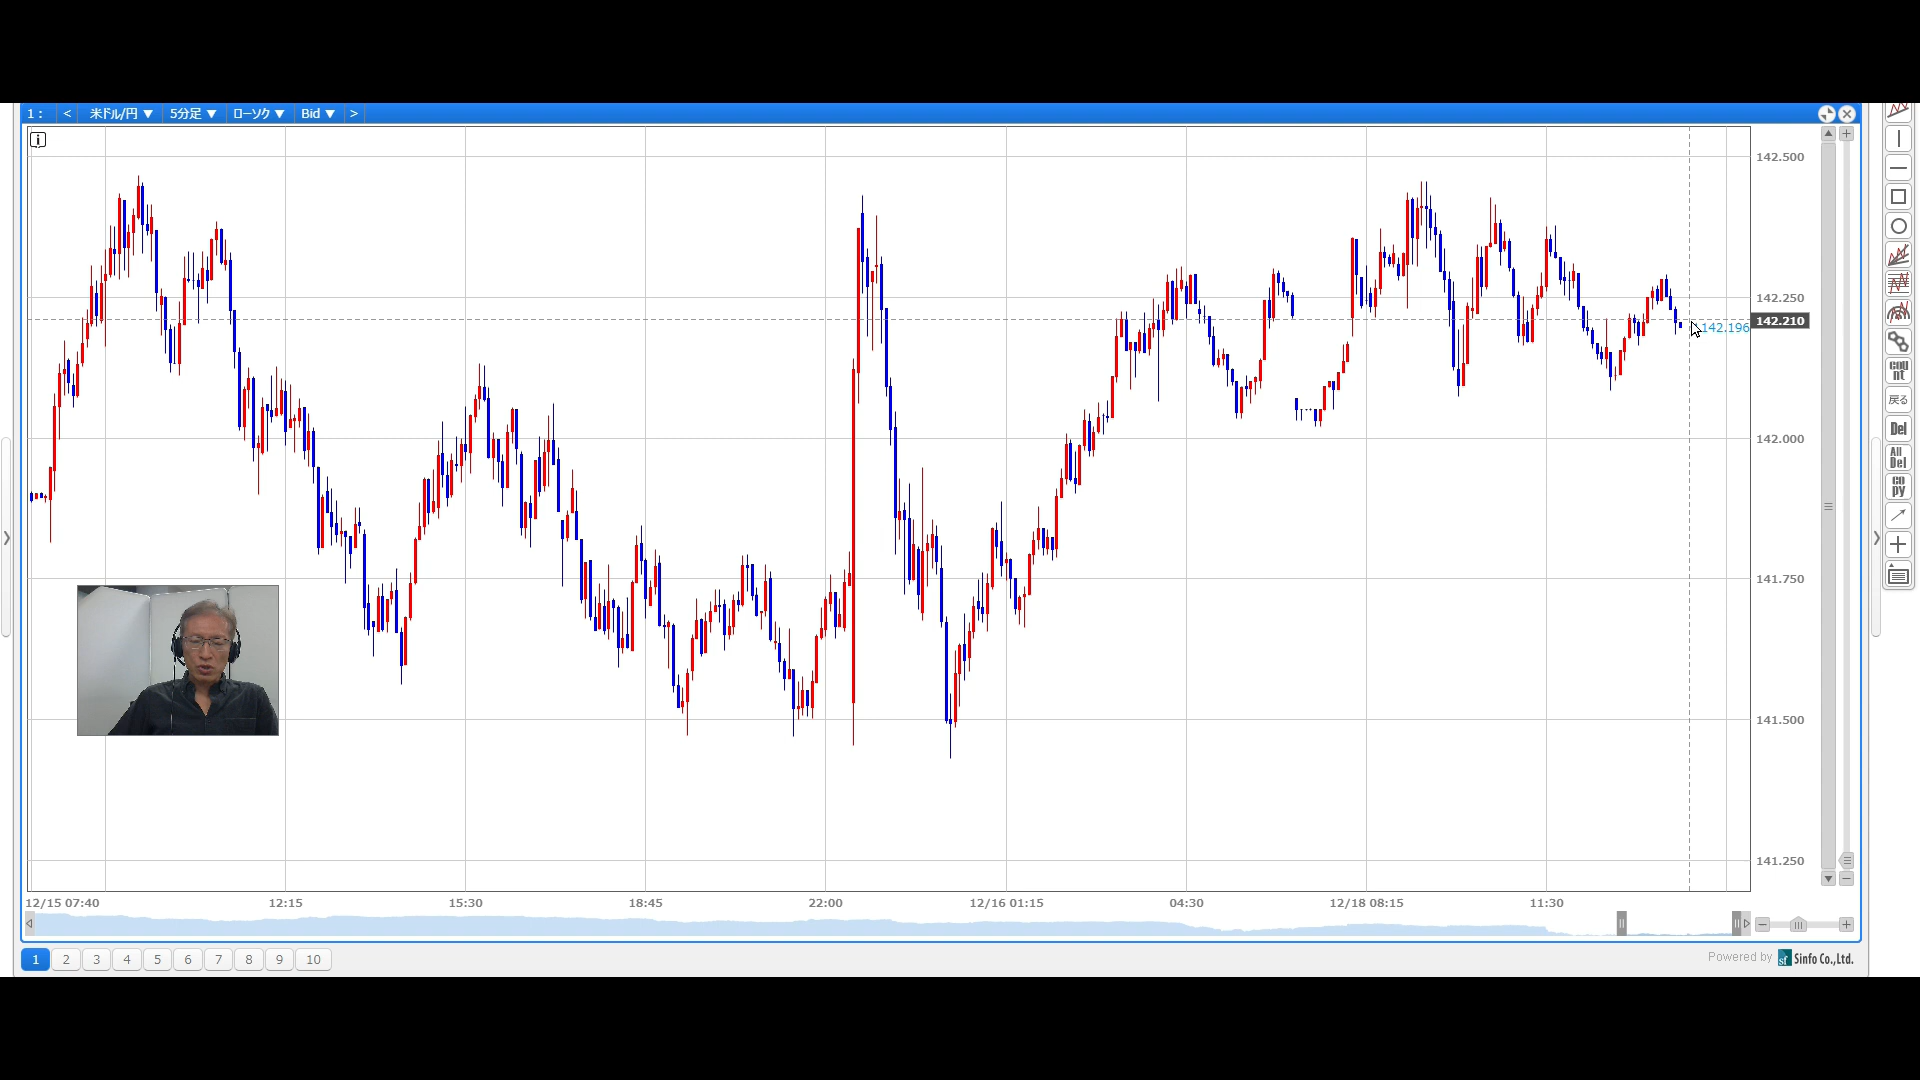 1 : < 米ドル/円 ▼ 5分足 ▼ ローソク ▼ Bid ▼ >
i
142.500
142.250
142.210
142.196
142.000
141.750
141.500
141.250
12/15 07:40 12:15 15:30 18:45 22:00 12/16 01:15 04:30 12/18 08:15 11:30
cou
nt
戻る
Del
All
Del
co
py
1 2 3 4 5 6 7 8 9 10
Powered by sf Sinfo Co.,Ltd.